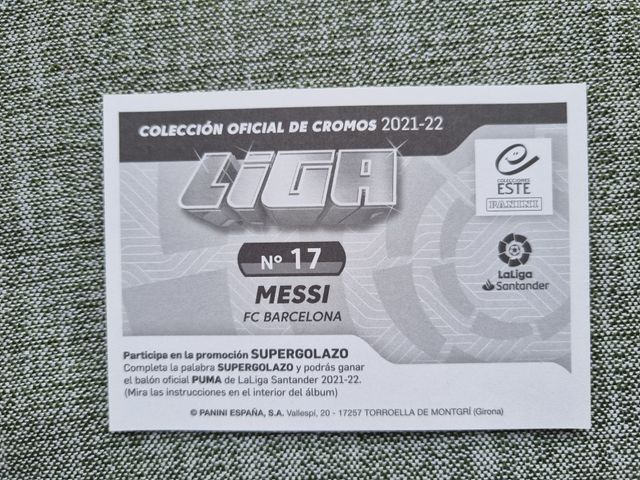 COLECCIÓN OFICIAL DE CROMOS 2021-22
LiGA
COLECCIONES
ESTE
PANINI
Nº 17
MESSI
FC BARCELONA
LaLiga
Santander
Participa en la promoción SUPERGOLAZO
Completa la palabra SUPERGOLAZO y podrás ganar
el balón oficial PUMA de LaLiga Santander 2021-22.
(Mira las instrucciones en el interior del álbum)
© PANINI ESPAÑA, S.A. Vallespí, 20 - 17257 TORROELLA DE MONTGRÍ (Girona)